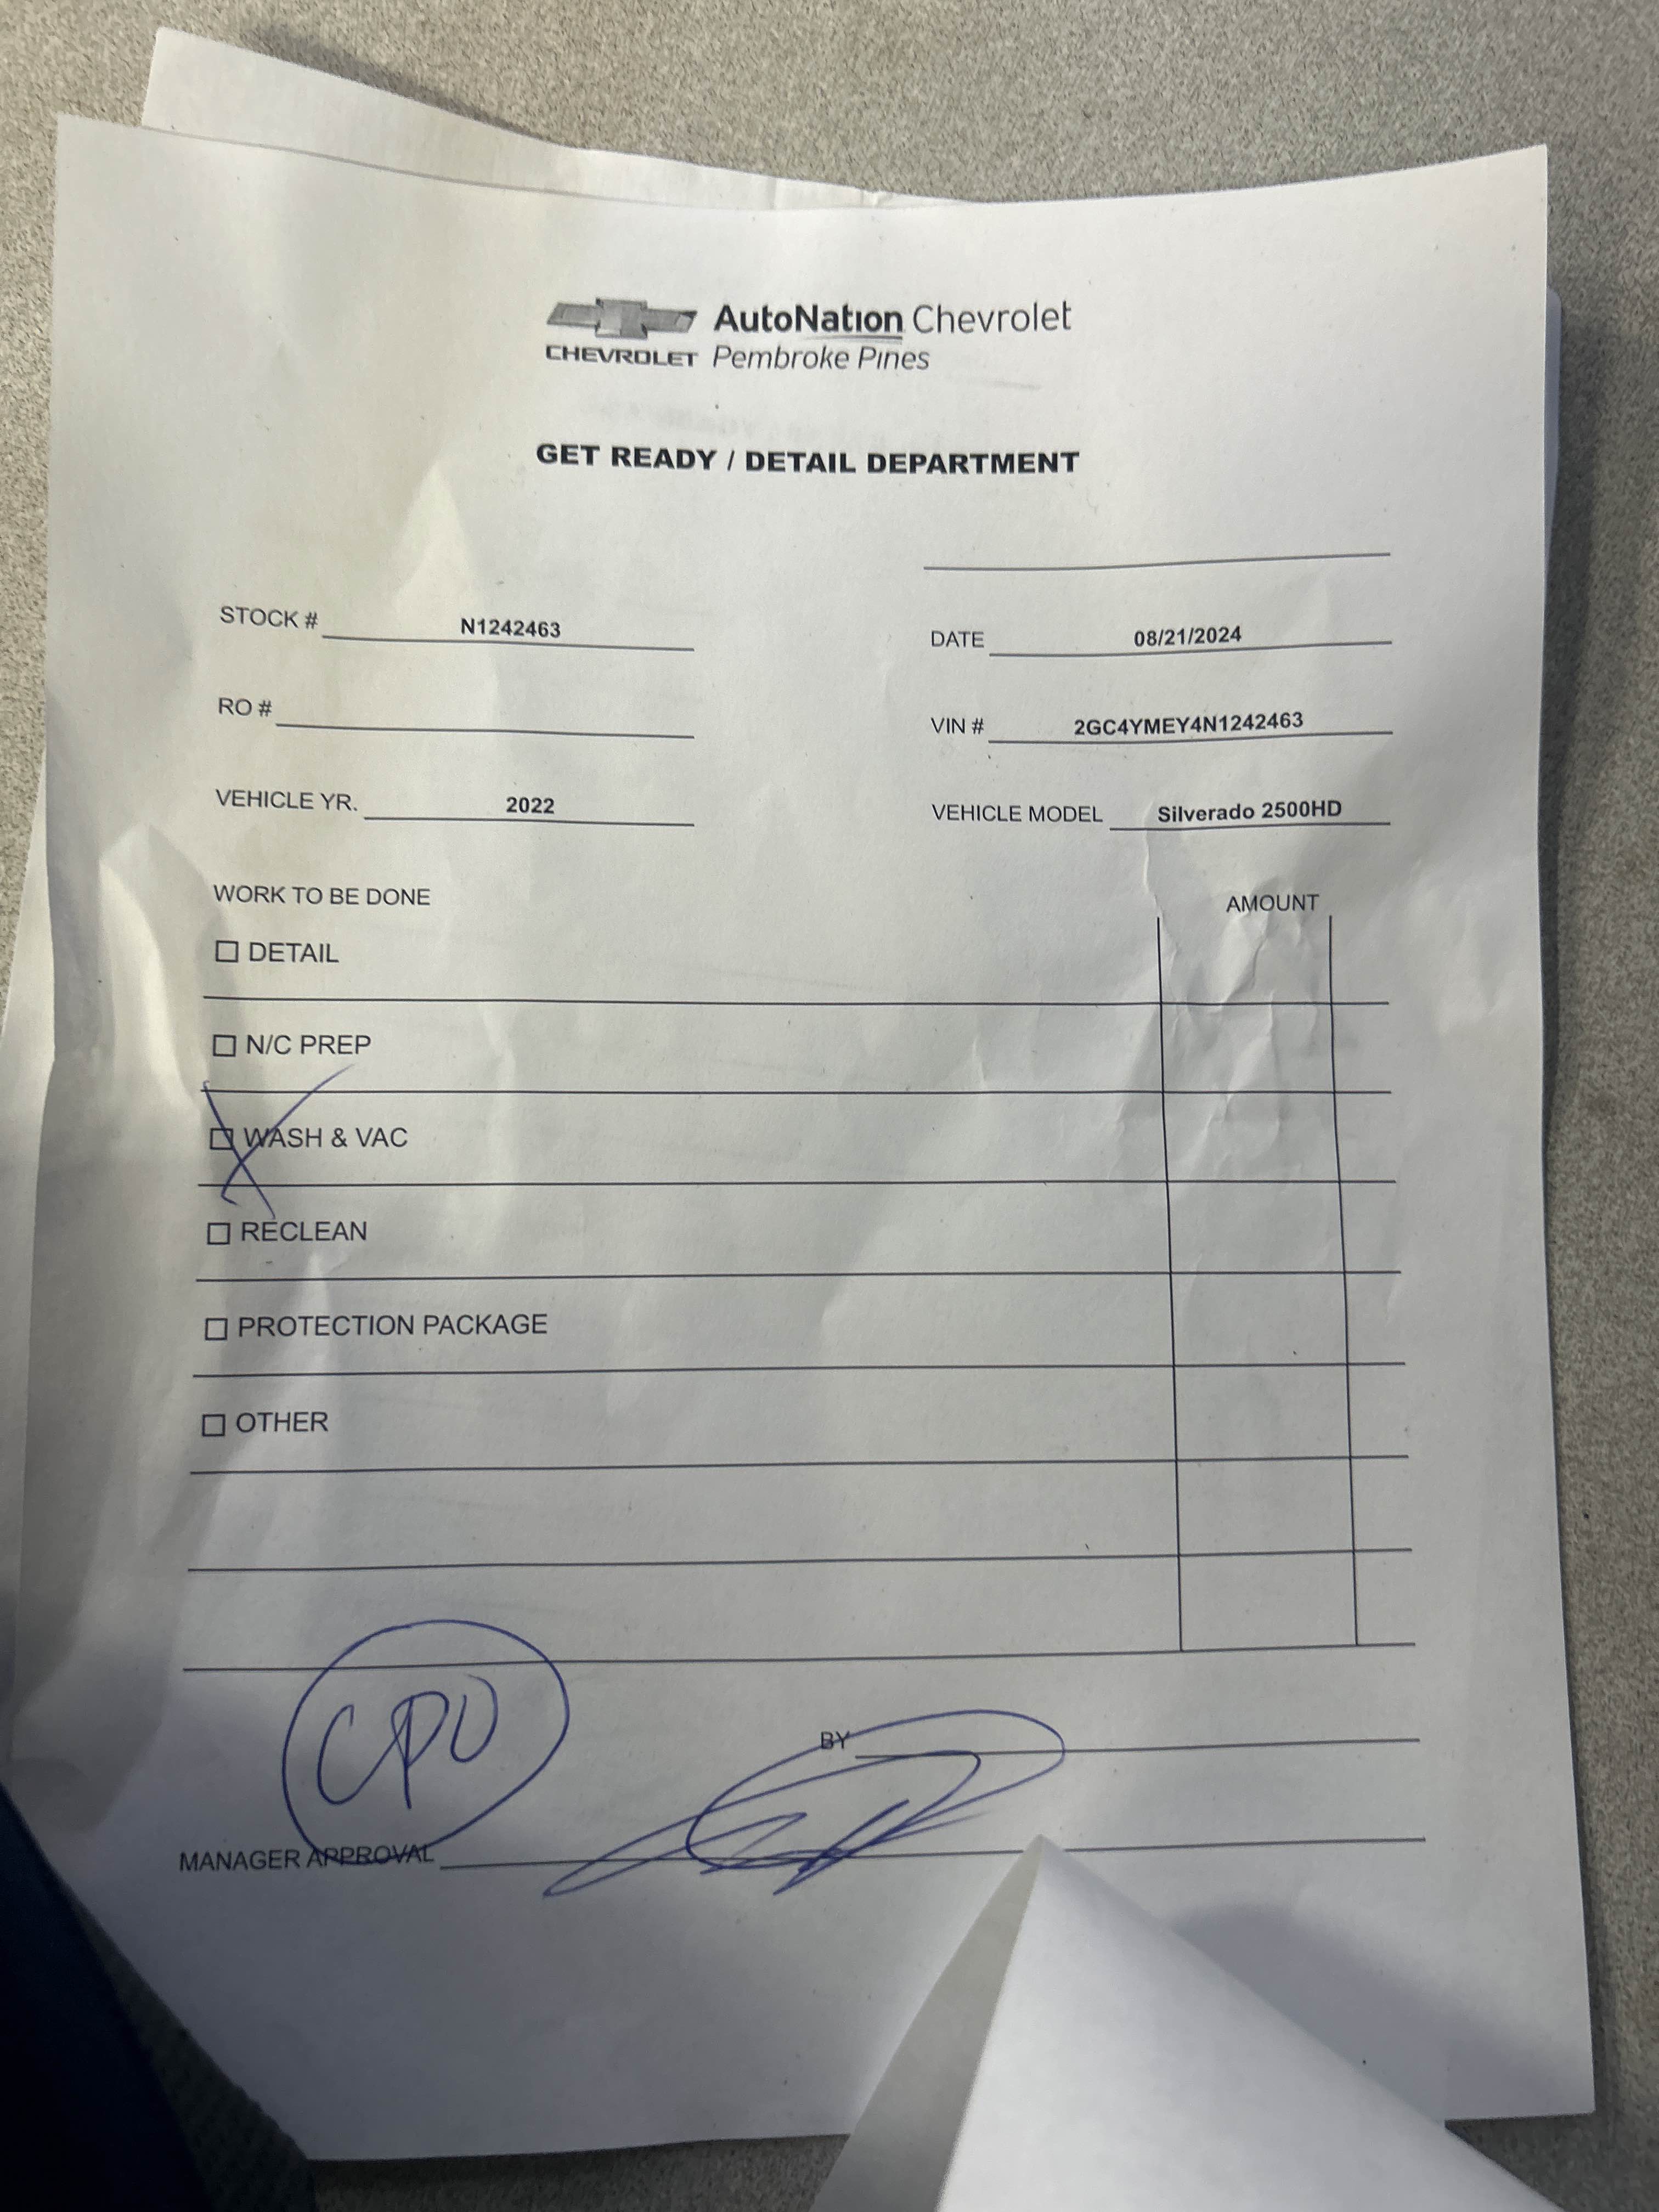 AutoNation Chevrolet
CHEVROLET Pembroke Pines
GET READY / DETAIL DEPARTMENT
STOCK # N1242463
DATE 08/21/2024
RO #
VIN # 2GC4YMEY4N1242463
VEHICLE YR. 2022
VEHICLE MODEL Silverado 2500HD
WORK TO BE DONE
AMOUNT
DETAIL
N/C PREP
WASH & VAC
RECLEAN
PROTECTION PACKAGE
OTHER
CPO
BY
MANAGER APPROVAL